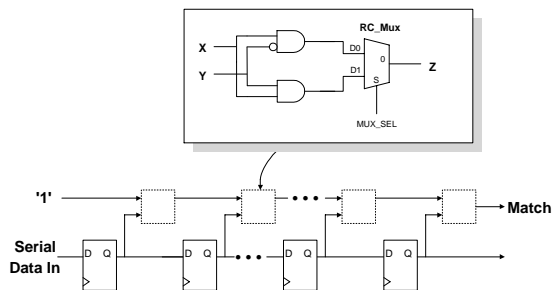 RC_Mux
X
D0
0
Z
D1
Y
S
MUX_SEL
'1'
Match
Serial
Data In
D Q
D Q
D Q
D Q